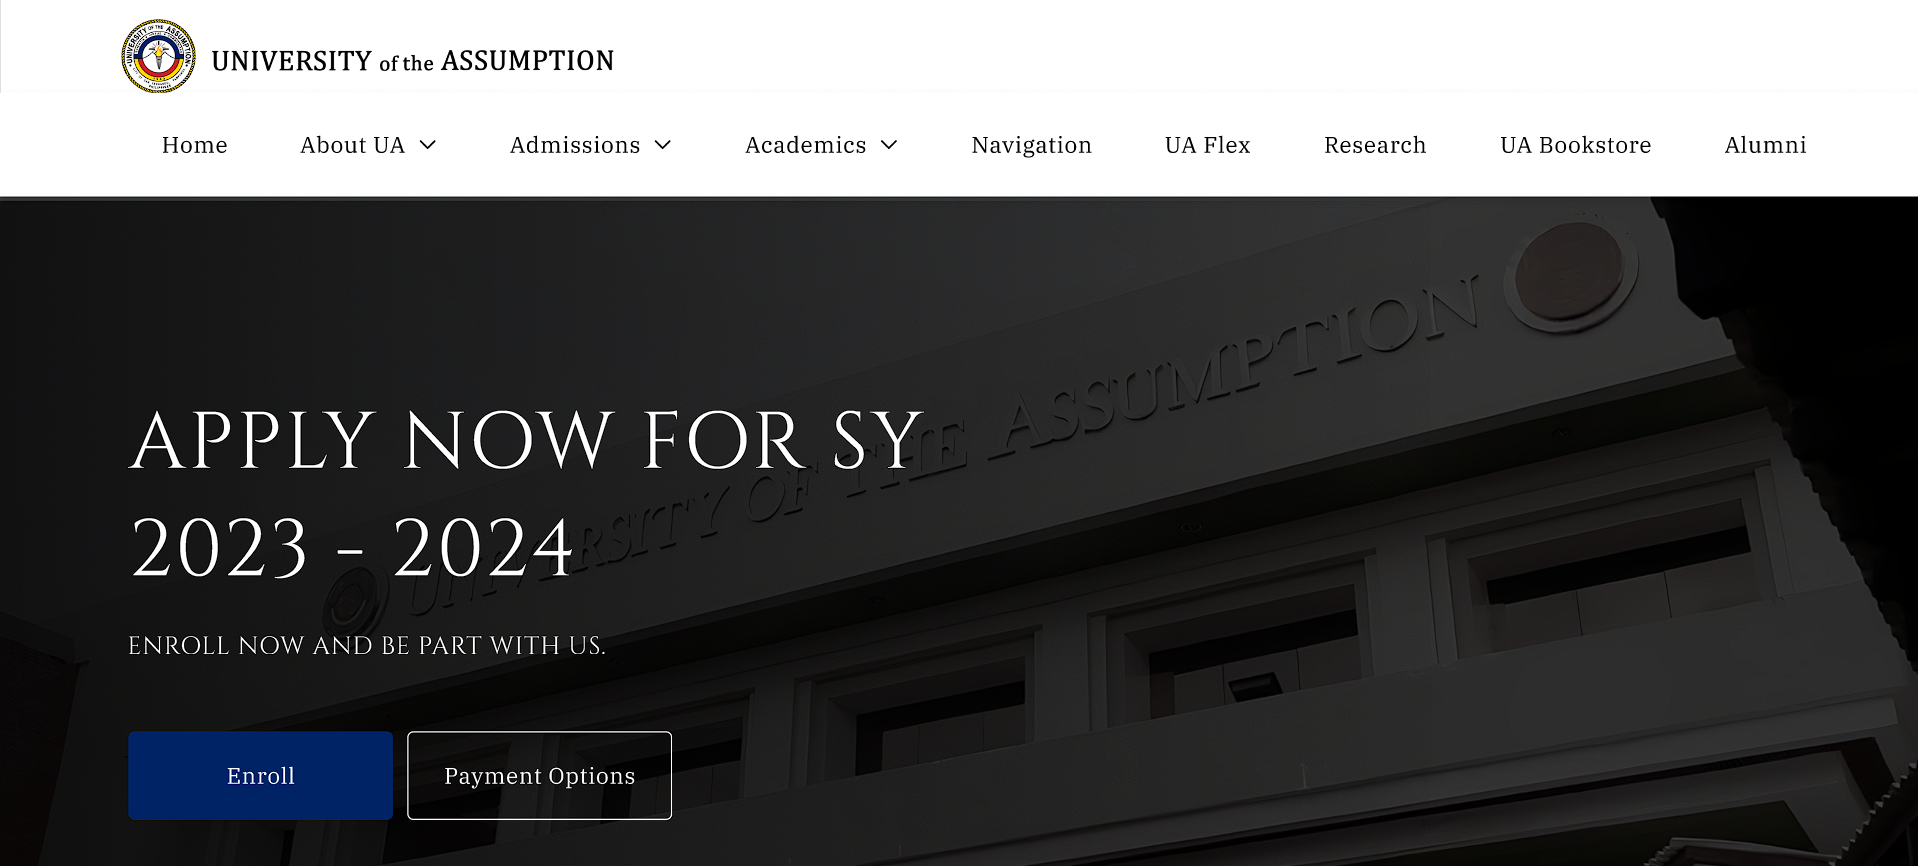 UNIVERSITY of the ASSUMPTION
Home About UA Admissions Academics Navigation UA Flex Research UA Bookstore Alumni
UNIVERSITY OF THE ASSUMPTION
APPLY NOW FOR SY
2023 - 2024
ENROLL NOW AND BE PART WITH US.
Enroll Payment Options